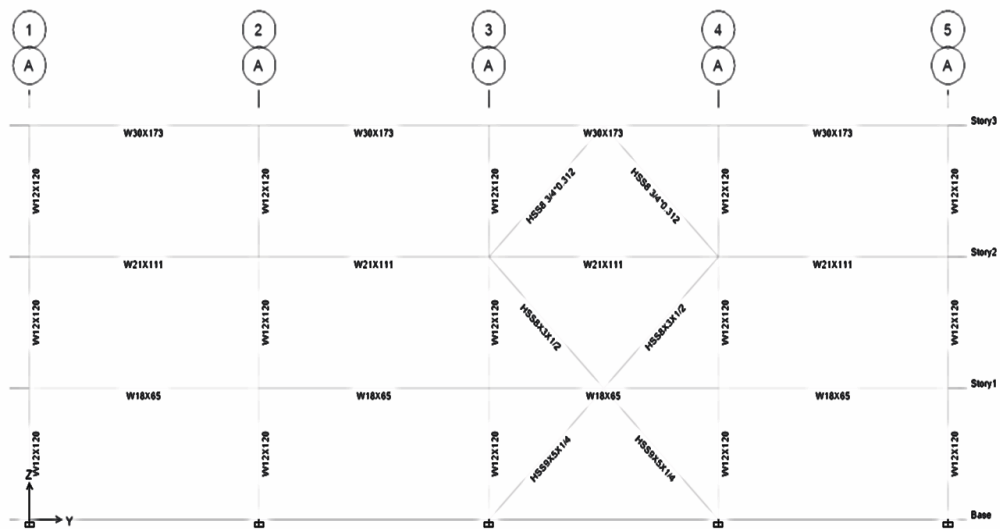 1 2 3 4 5
A A A A A
Story3
W30X173 W30X173 W30X173 W30X173
W12X120 W12X120 W12X120 W12X120 W12X120
HSS8 3/4*0.312 HSS8 3/4*0.312
Story2
W21X111 W21X111 W21X111 W21X111
W12X120 W12X120 W12X120 W12X120 W12X120
HSS8X3X1/2 HSS8X3X1/2
Story1
W18X65 W18X65 W18X65 W18X65
W12X120 W12X120 W12X120 W12X120 W12X120
HSS9X5X1/4 HSS9X5X1/4
Z
Y
Base